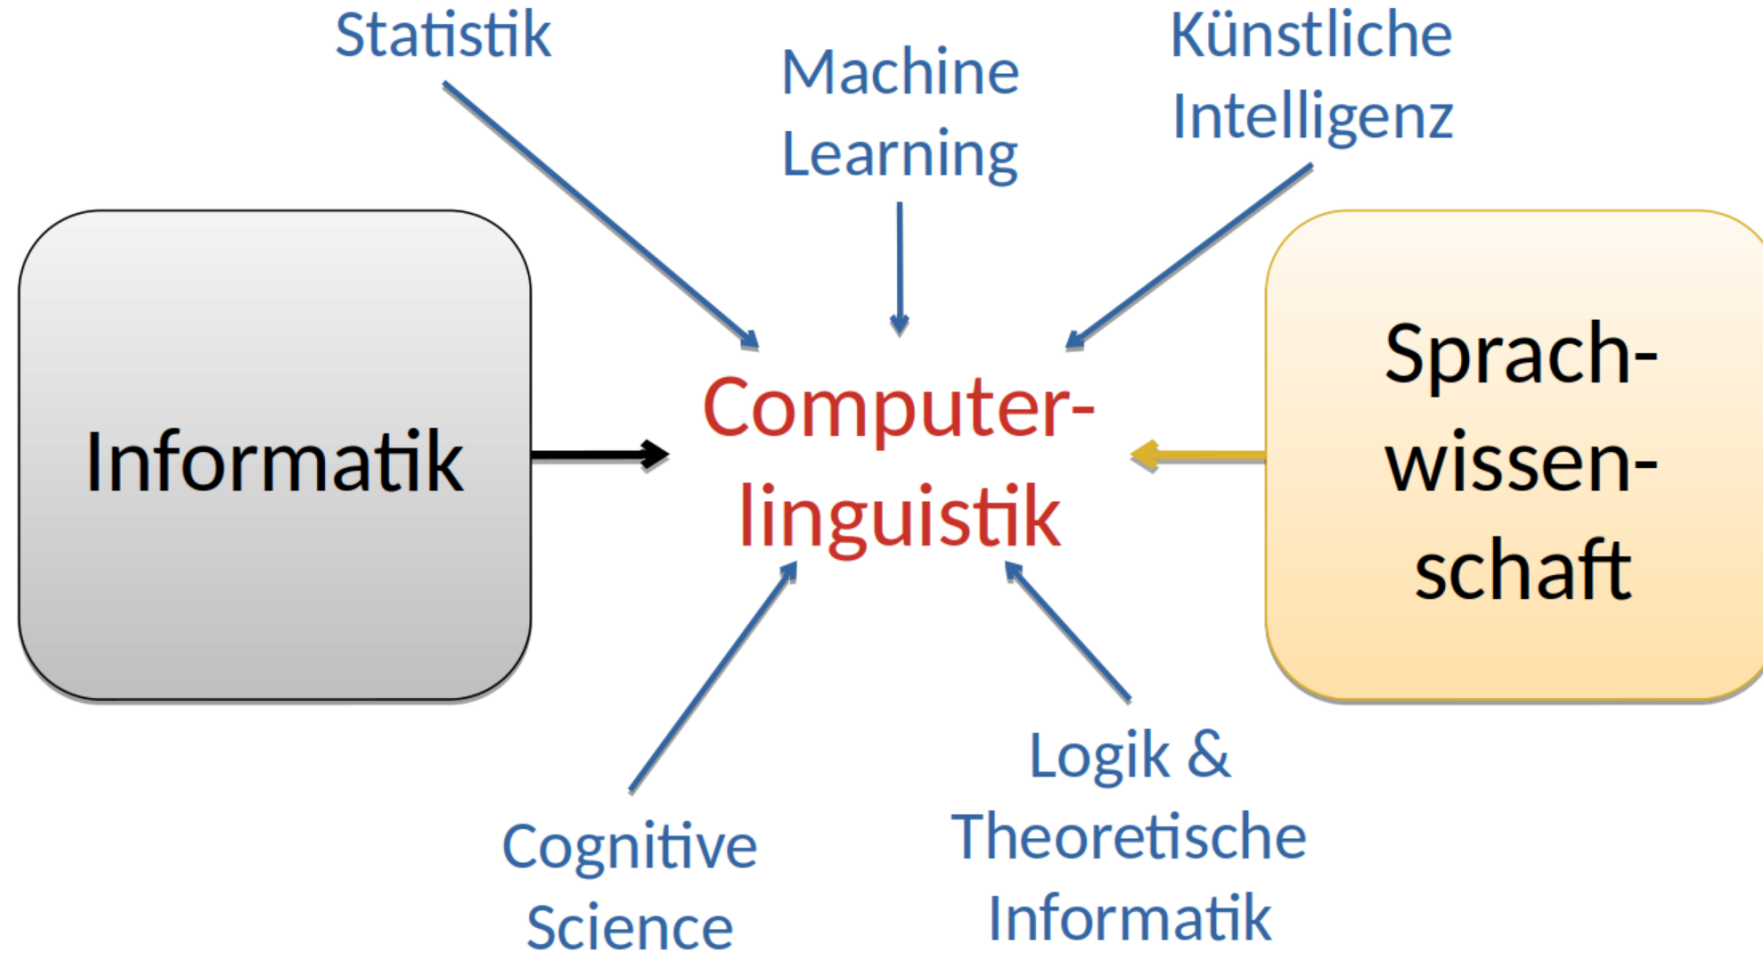 Statistik
Machine
Learning
Künstliche
Intelligenz
Informatik
Computer-
linguistik
Sprach-
wissen-
schaft
Cognitive
Science
Logik &
Theoretische
Informatik